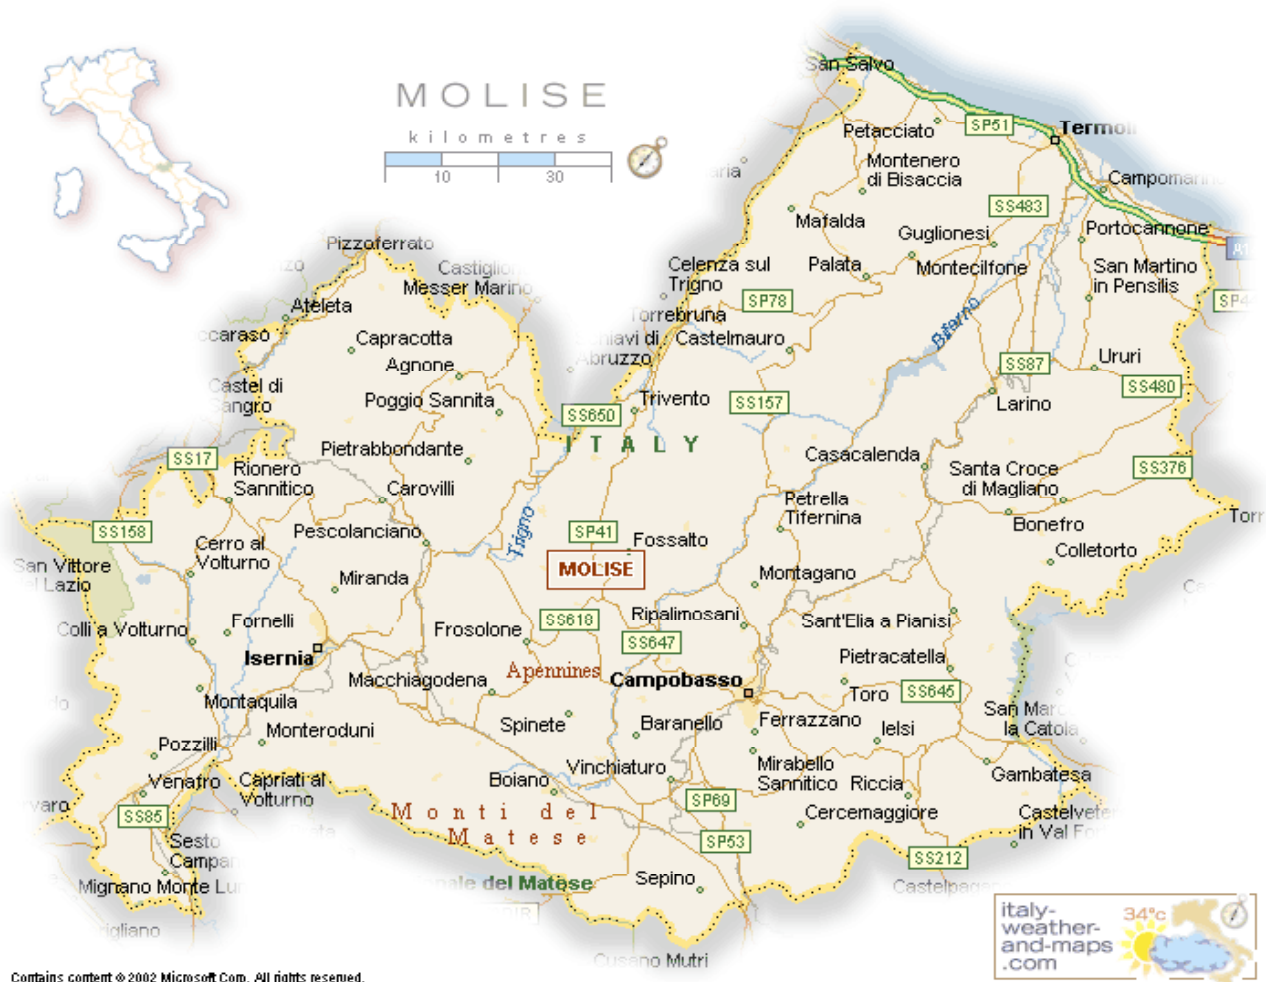 San Salvo
MOLISE
kilometres
10
30
Petacciato
SP51
Montenero
di Bisaccia
Mafalda
SS483
Guglionesi
Portocannone
Pizzoferrato
Celenza sul
Trigno
Palata
Montecilfone
San Martino
in Pensilis
Messer Marino
Ateleta
SP78
Biferno
Capracotta
Castelmauro
Abruzzo
Agnone
SS87
Ururi
Castel di
Poggio Sannita
SS650
Trivento
SS157
SS480
Larino
ITALY
Pietrabbondante
SS17
Rionero
Sannitico
Carovilli
Casacalenda
Santa Croce
di Magliano
SS376
Petrella
Tifernina
SS158
Pescolanciano
Trigno
SP41
Fossalto
Bonefro
Colletorto
Cerro al
Volturno
San Vittore
MOLISE
Miranda
Montagano
Colli a Volturno
Fornelli
Frosolone
SS618
Ripalimosani
SS647
Sant'Elia a Pianisi
Isernia
Apennines
Pietracatella
Macchiagodena
Campobasso
Toro
SS645
Montaquila
Spinete
Baranello
Ferrazzano
Ielsi
la Catola
Monteroduni
Pozzilli
Vinchiaturo
Mirabello
Sannitico
Riccia
Gambatesa
Venafro
Capriati al
Volturno
Boiano
SS85
Monti del
Matese
SP69
Cercemaggiore
SP53
SS212
Sesto
Mignano Monte
del Matese
Sepino
Cusano Mutri
italy-
weather-
and-maps
.com
34°c
Contains content © 2002 Microsoft Corp. All rights reserved.